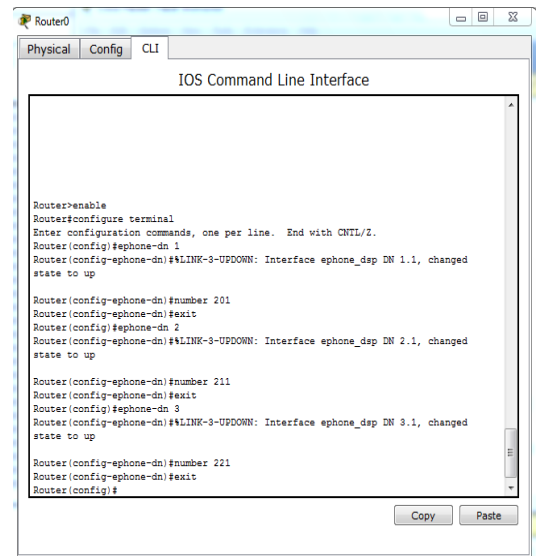 Router0
Physical Config CLI
IOS Command Line Interface
Router>enable
Router#configure terminal
Enter configuration commands, one per line.  End with CNTL/Z.
Router(config)#ephone-dn 1
Router(config-ephone-dn)#%LINK-3-UPDOWN: Interface ephone_dsp DN 1.1, changed
state to up
Router(config-ephone-dn)#number 201
Router(config-ephone-dn)#exit
Router(config)#ephone-dn 2
Router(config-ephone-dn)#%LINK-3-UPDOWN: Interface ephone_dsp DN 2.1, changed
state to up
Router(config-ephone-dn)#number 211
Router(config-ephone-dn)#exit
Router(config)#ephone-dn 3
Router(config-ephone-dn)#%LINK-3-UPDOWN: Interface ephone_dsp DN 3.1, changed
state to up
Router(config-ephone-dn)#number 221
Router(config-ephone-dn)#exit
Router(config)#
Copy Paste